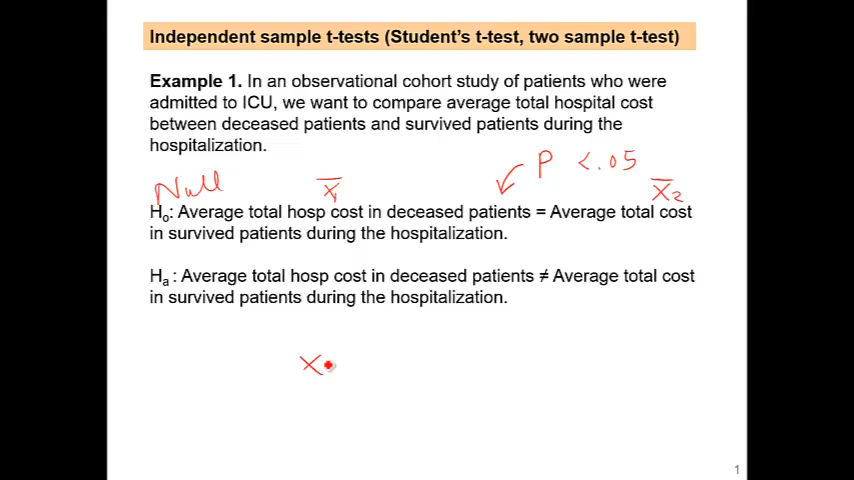 Independent sample t-tests (Student's t-test, two sample t-test)
Example 1. In an observational cohort study of patients who were
admitted to ICU, we want to compare average total hospital cost
between deceased patients and survived patients during the
hospitalization.
P <.05
Null X̅₁ X̅₂
H₀: Average total hosp cost in deceased patients = Average total cost
in survived patients during the hospitalization.
Hₐ : Average total hosp cost in deceased patients ≠ Average total cost
in survived patients during the hospitalization.
X
1